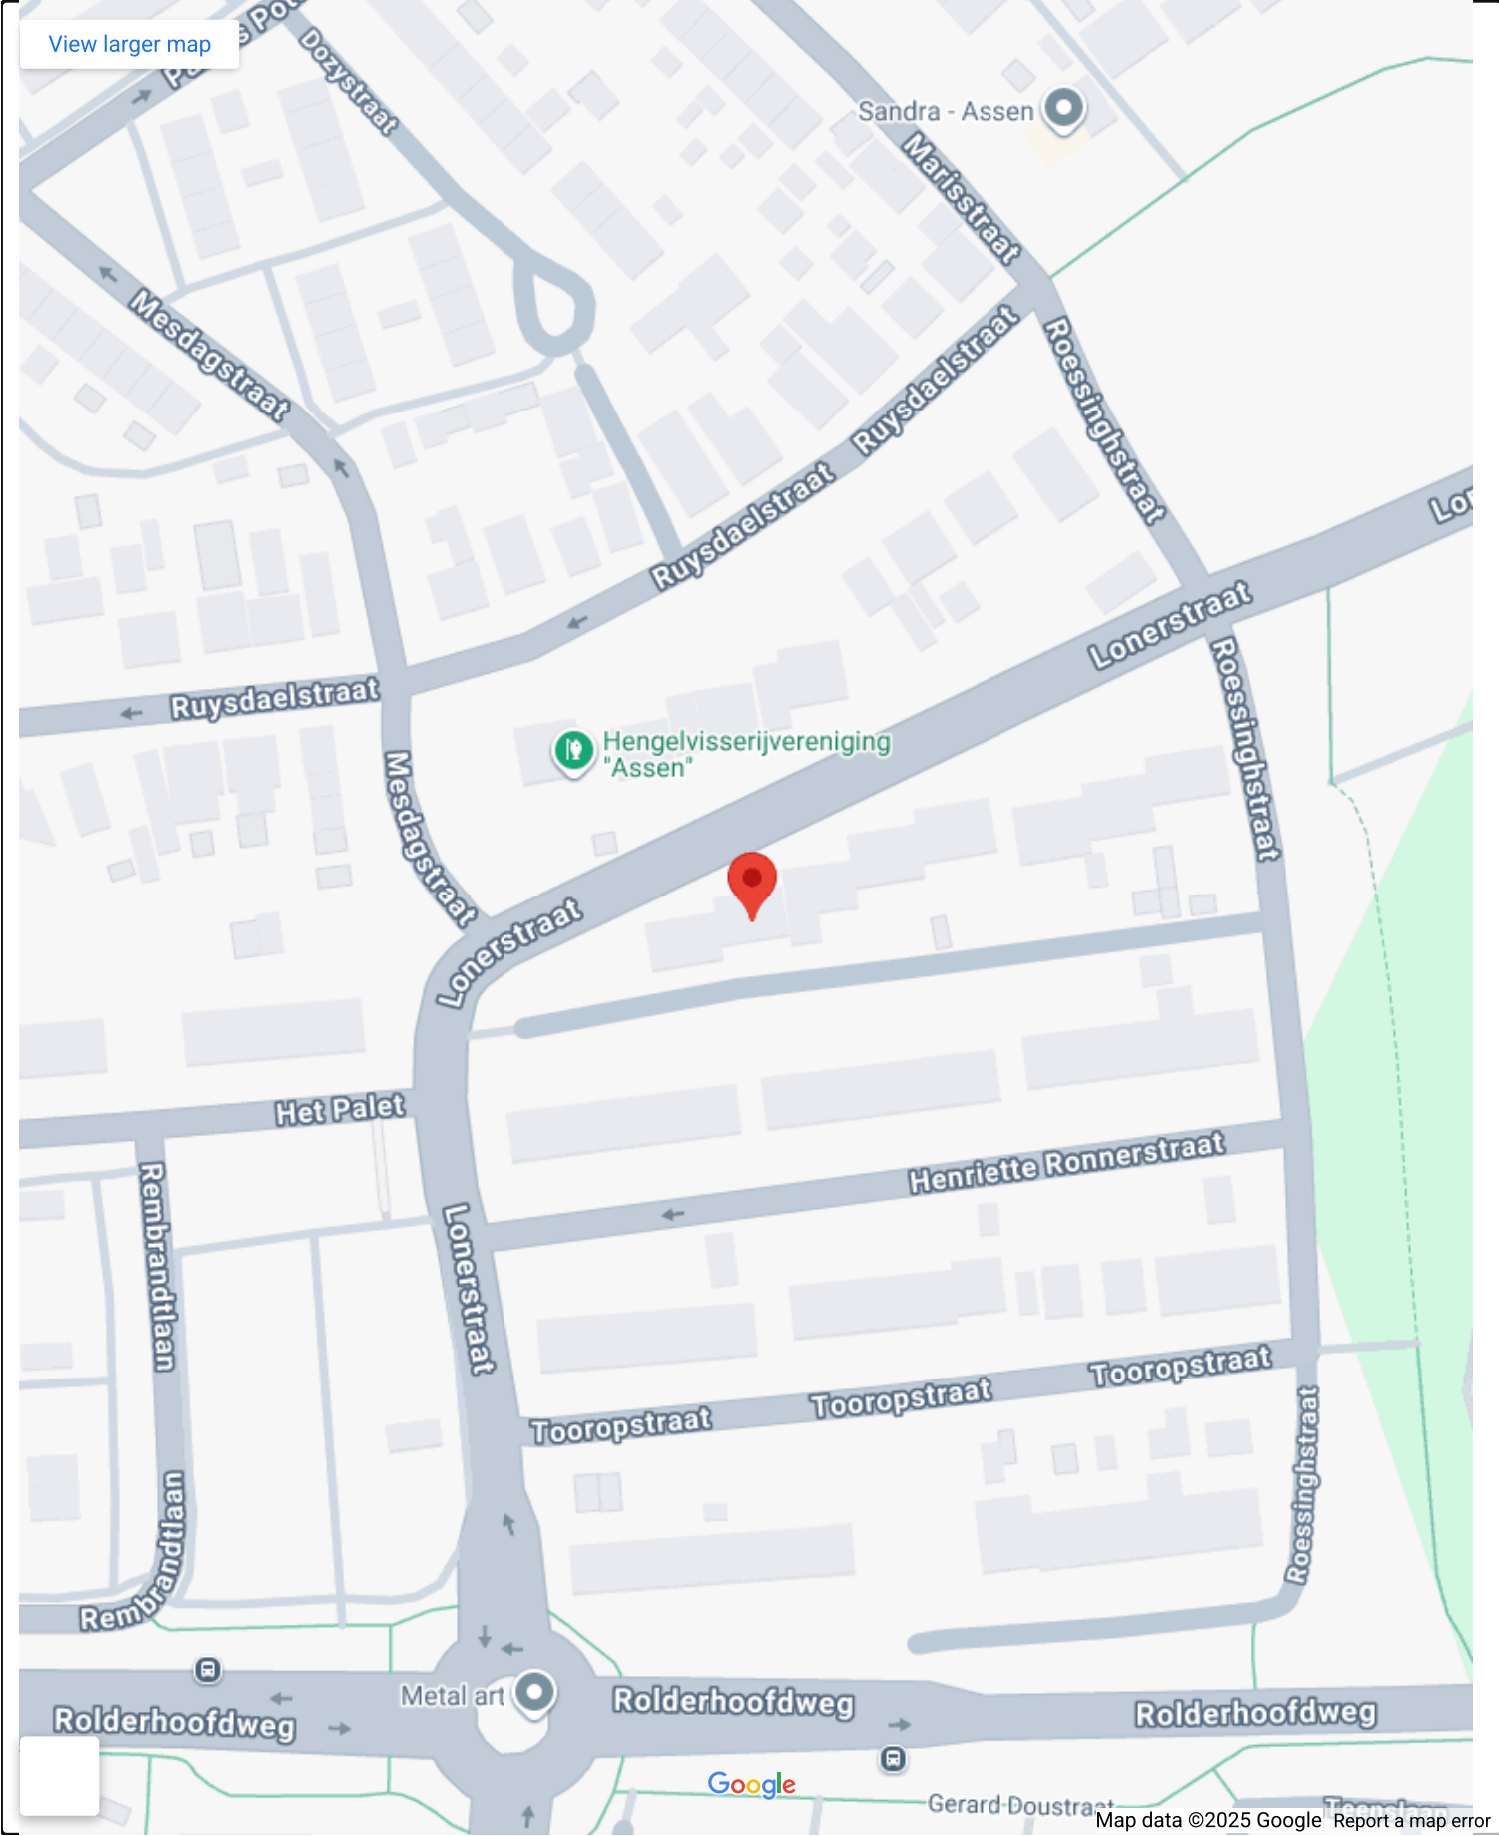 View larger map
Dozystraat
Sandra - Assen
Marisstraat
Mesdagstraat
Ruysdaelstraat
Roessinghstraat
Ruysdaelstraat
Lonerstraat
Ruysdaelstraat
Roessinghstraat
Hengelvisserijvereniging
"Assen"
Mesdagstraat
Lonerstraat
Het Palet
Henriette Ronnerstraat
Rembrandtlaan
Lonerstraat
Tooropstraat
Tooropstraat
Tooropstraat
Roessinghstraat
Rembrandtlaan
Metal art
Rolderhoofdweg
Rolderhoofdweg
Rolderhoofdweg
Google
Gerard Doustraat
Map data ©2025 Google
Report a map error